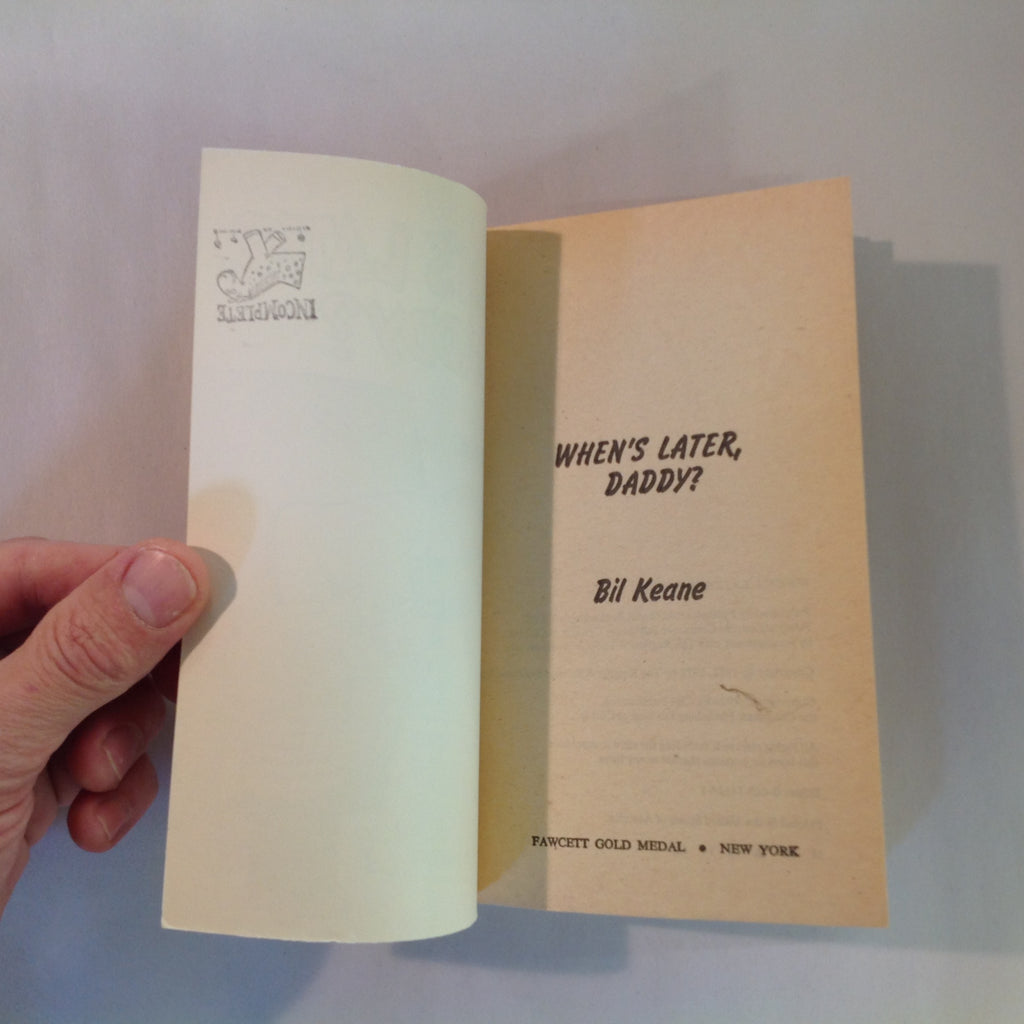 INCOMPLETE
WHEN'S LATER,
DADDY?
Bil Keane
FAWCETT GOLD MEDAL • NEW YORK